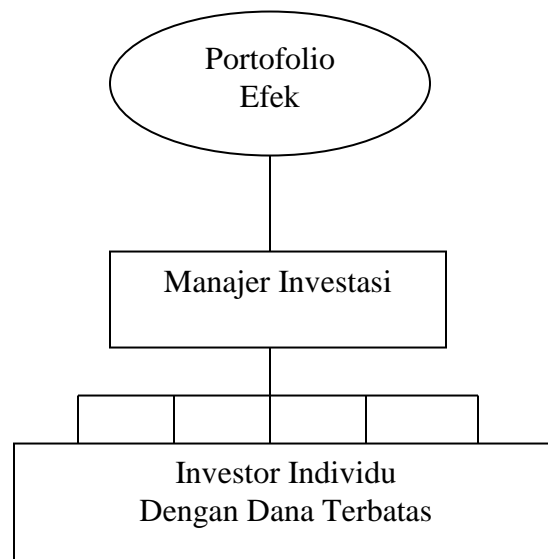 Portofolio
Efek
Manajer Investasi
Investor Individu
Dengan Dana Terbatas